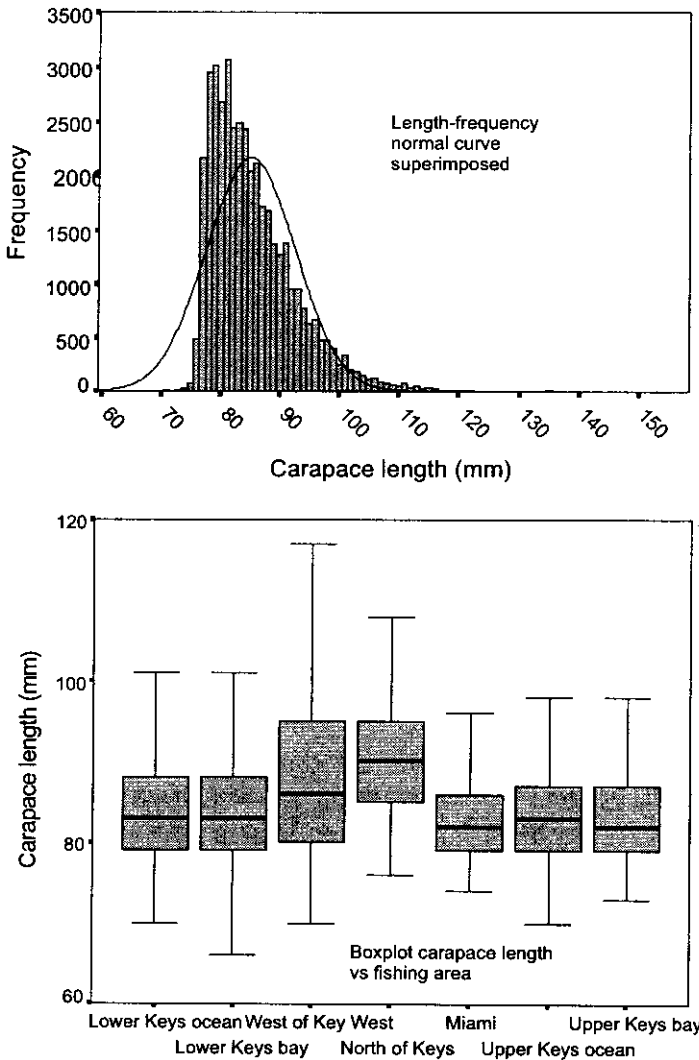 3500
3000
2500
2000
1500
1000
500
0
Frequency
Length-frequency
normal curve
superimposed
60 70 80 90 100 110 120 130 140 150
Carapace length (mm)
120
100
80
60
Carapace length (mm)
Boxplot carapace length
vs fishing area
Lower Keys ocean West of Key West Miami Upper Keys bay
Lower Keys bay North of Keys Upper Keys ocean